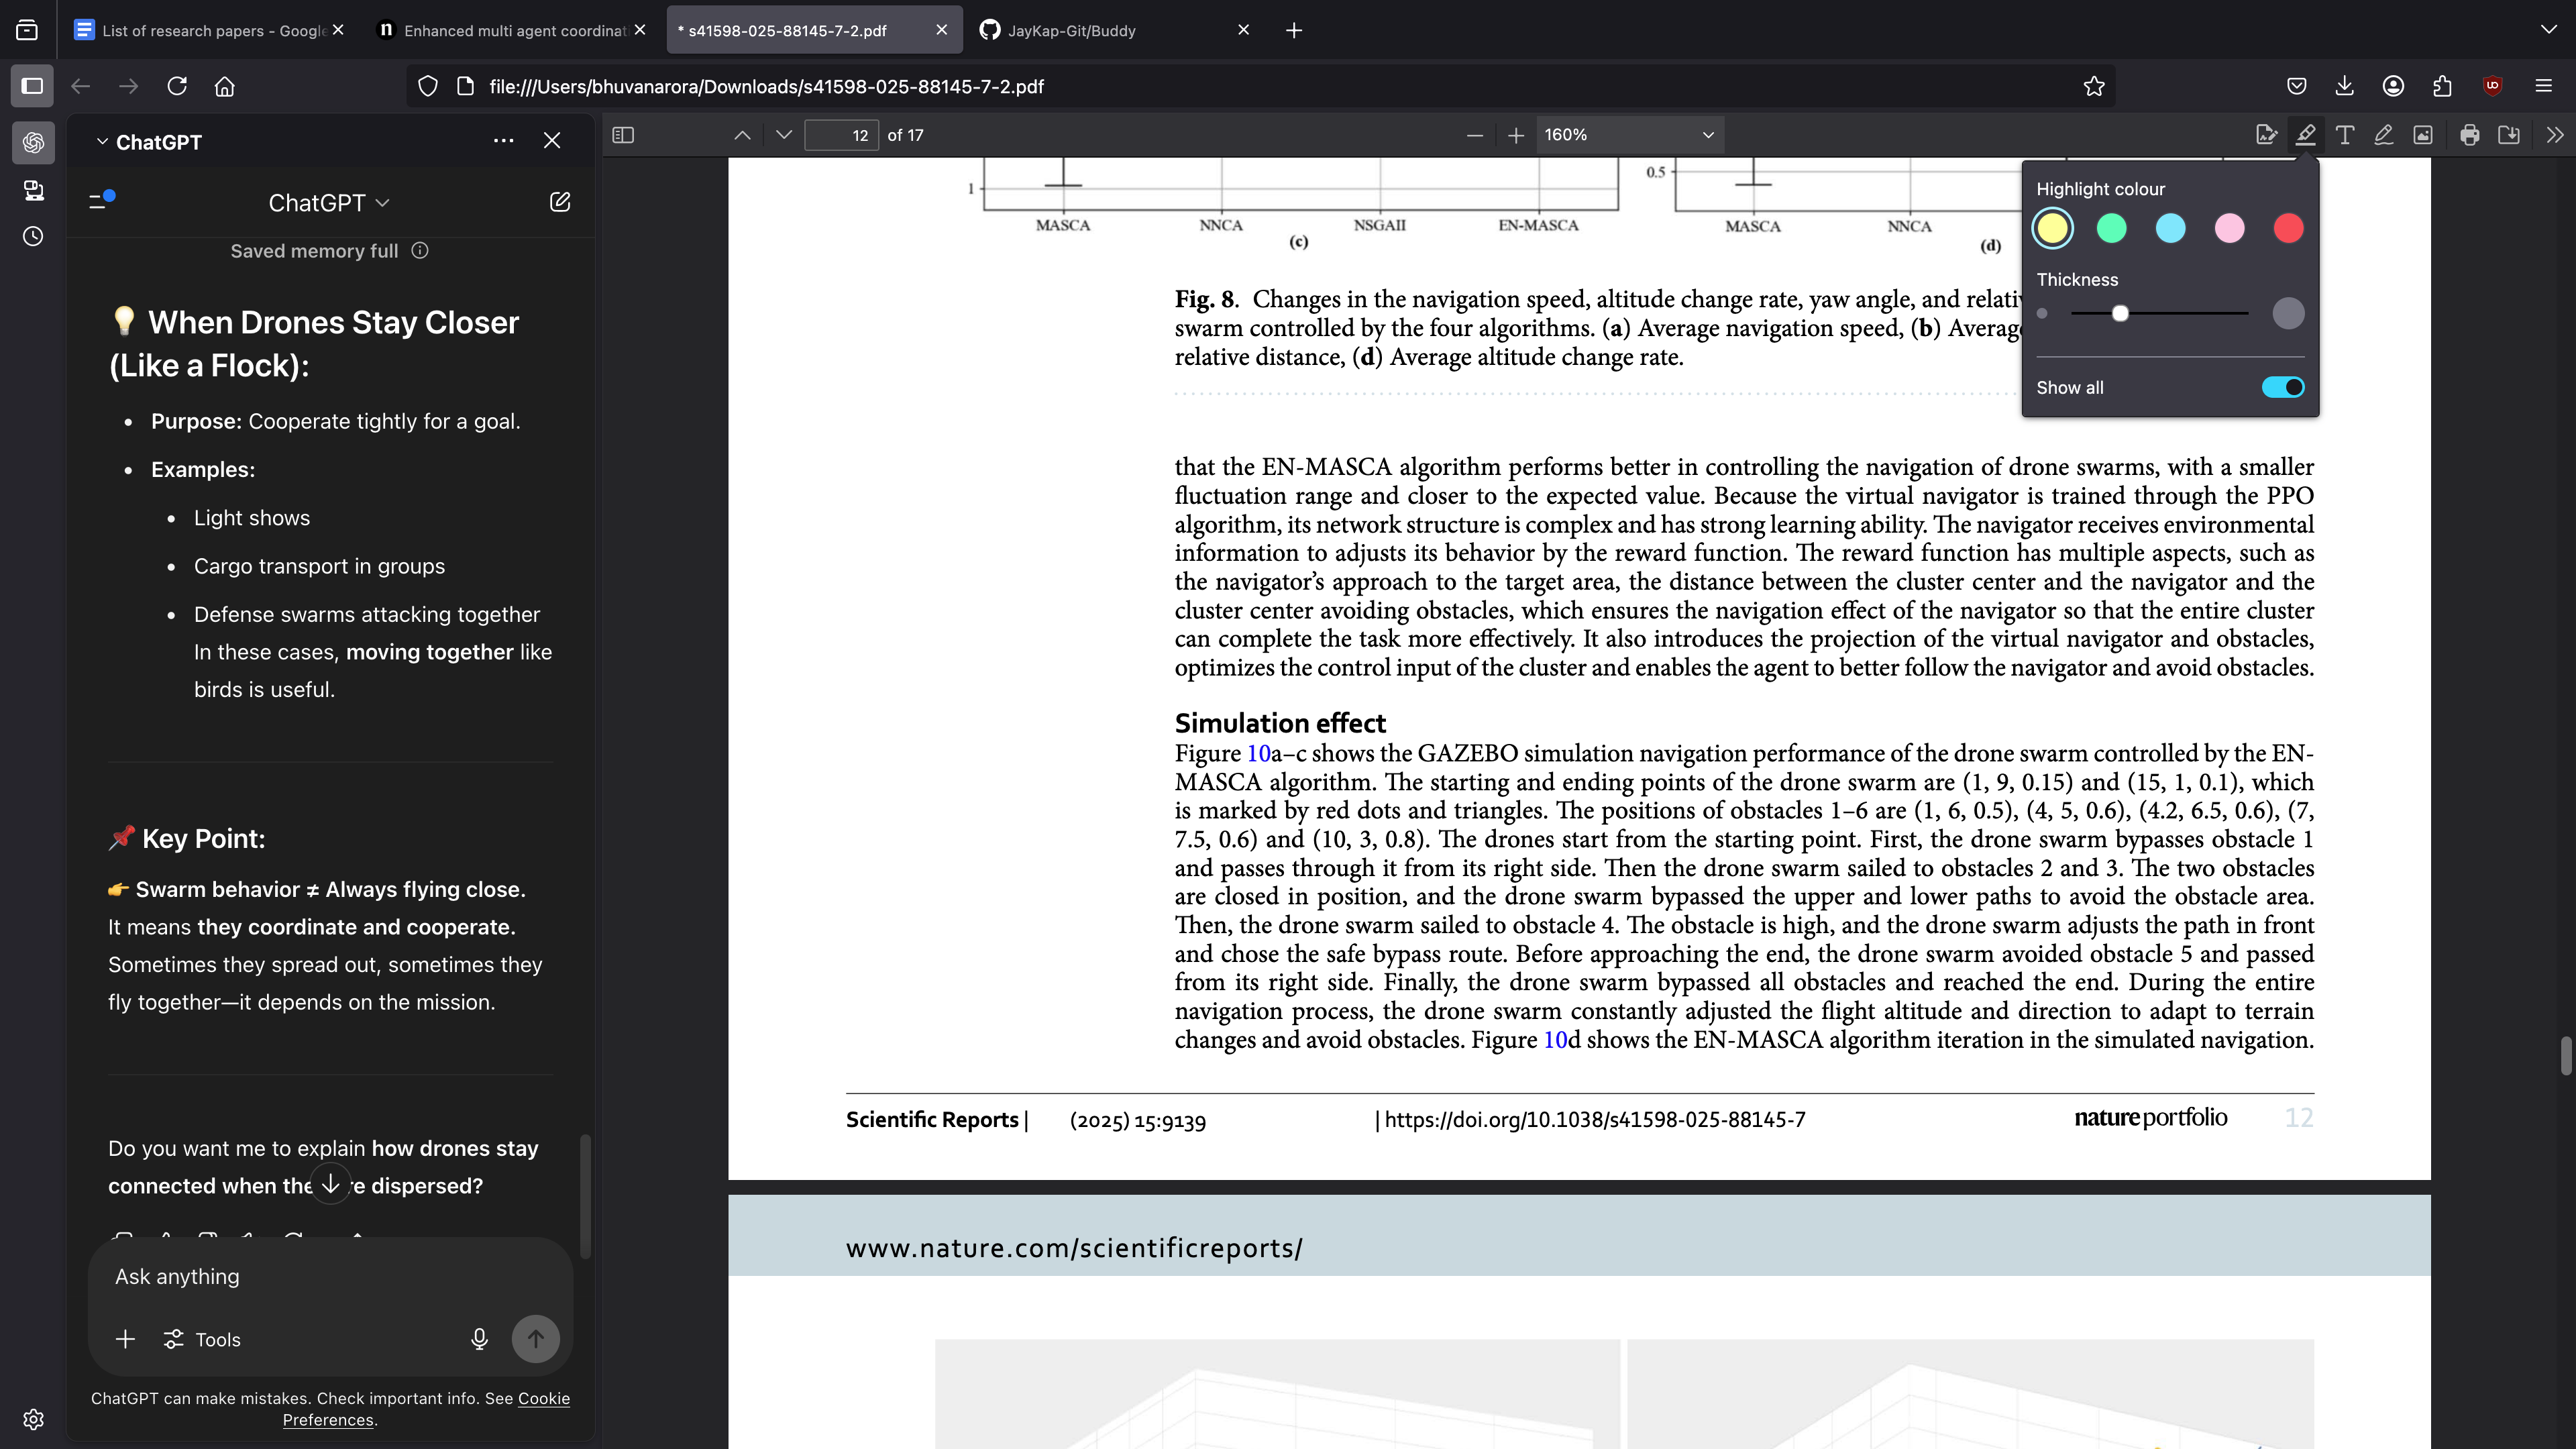 List of research papers - Google
Enhanced multi agent coordinat
* s41598-025-88145-7-2.pdf
JayKap-Git/Buddy
file:///Users/bhuvanarora/Downloads/s41598-025-88145-7-2.pdf
ChatGPT
12 of 17
160%
ChatGPT
Saved memory full
💡 When Drones Stay Closer
(Like a Flock):
• Purpose: Cooperate tightly for a goal.
• Examples:
• Light shows
• Cargo transport in groups
• Defense swarms attacking together
In these cases, moving together like
birds is useful.
📌 Key Point:
👉 Swarm behavior ≠ Always flying close.
It means they coordinate and cooperate.
Sometimes they spread out, sometimes they
fly together—it depends on the mission.
Do you want me to explain how drones stay
connected when the re dispersed?
Ask anything
Tools
ChatGPT can make mistakes. Check important info. See Cookie
Preferences.
1
MASCA NNCA NSGAII EN-MASCA
(c)
0.5
MASCA NNCA
(d)
Highlight colour
Thickness
Show all
Fig. 8. Changes in the navigation speed, altitude change rate, yaw angle, and relativ
swarm controlled by the four algorithms. (a) Average navigation speed, (b) Average
relative distance, (d) Average altitude change rate.
that the EN-MASCA algorithm performs better in controlling the navigation of drone swarms, with a smaller
fluctuation range and closer to the expected value. Because the virtual navigator is trained through the PPO
algorithm, its network structure is complex and has strong learning ability. The navigator receives environmental
information to adjusts its behavior by the reward function. The reward function has multiple aspects, such as
the navigator's approach to the target area, the distance between the cluster center and the navigator and the
cluster center avoiding obstacles, which ensures the navigation effect of the navigator so that the entire cluster
can complete the task more effectively. It also introduces the projection of the virtual navigator and obstacles,
optimizes the control input of the cluster and enables the agent to better follow the navigator and avoid obstacles.
Simulation effect
Figure 10a–c shows the GAZEBO simulation navigation performance of the drone swarm controlled by the EN-
MASCA algorithm. The starting and ending points of the drone swarm are (1, 9, 0.15) and (15, 1, 0.1), which
is marked by red dots and triangles. The positions of obstacles 1–6 are (1, 6, 0.5), (4, 5, 0.6), (4.2, 6.5, 0.6), (7,
7.5, 0.6) and (10, 3, 0.8). The drones start from the starting point. First, the drone swarm bypasses obstacle 1
and passes through it from its right side. Then the drone swarm sailed to obstacles 2 and 3. The two obstacles
are closed in position, and the drone swarm bypassed the upper and lower paths to avoid the obstacle area.
Then, the drone swarm sailed to obstacle 4. The obstacle is high, and the drone swarm adjusts the path in front
and chose the safe bypass route. Before approaching the end, the drone swarm avoided obstacle 5 and passed
from its right side. Finally, the drone swarm bypassed all obstacles and reached the end. During the entire
navigation process, the drone swarm constantly adjusted the flight altitude and direction to adapt to terrain
changes and avoid obstacles. Figure 10d shows the EN-MASCA algorithm iteration in the simulated navigation.
Scientific Reports | (2025) 15:9139 | https://doi.org/10.1038/s41598-025-88145-7 natureportfolio 12
www.nature.com/scientificreports/